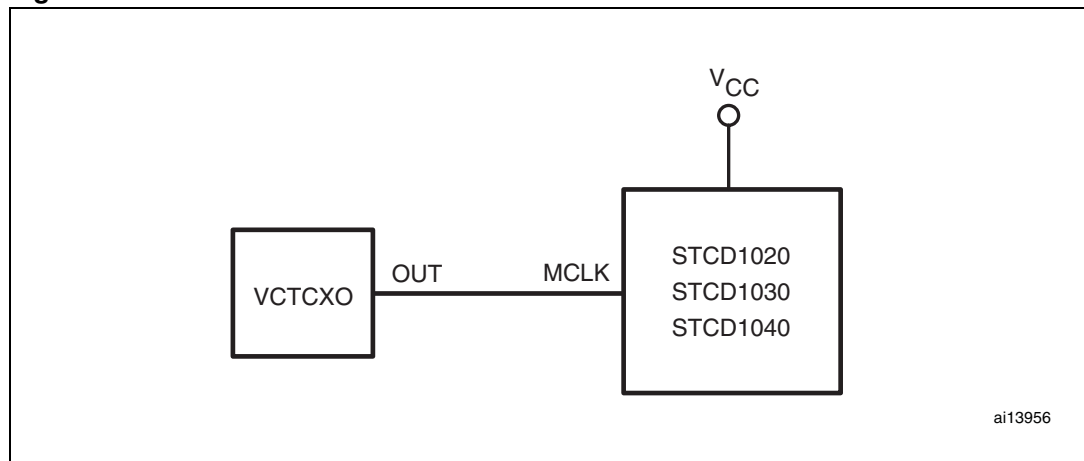 VCC
STCD1020
OUT
MCLK
VCTCXO
STCD1030
STCD1040
ai13956